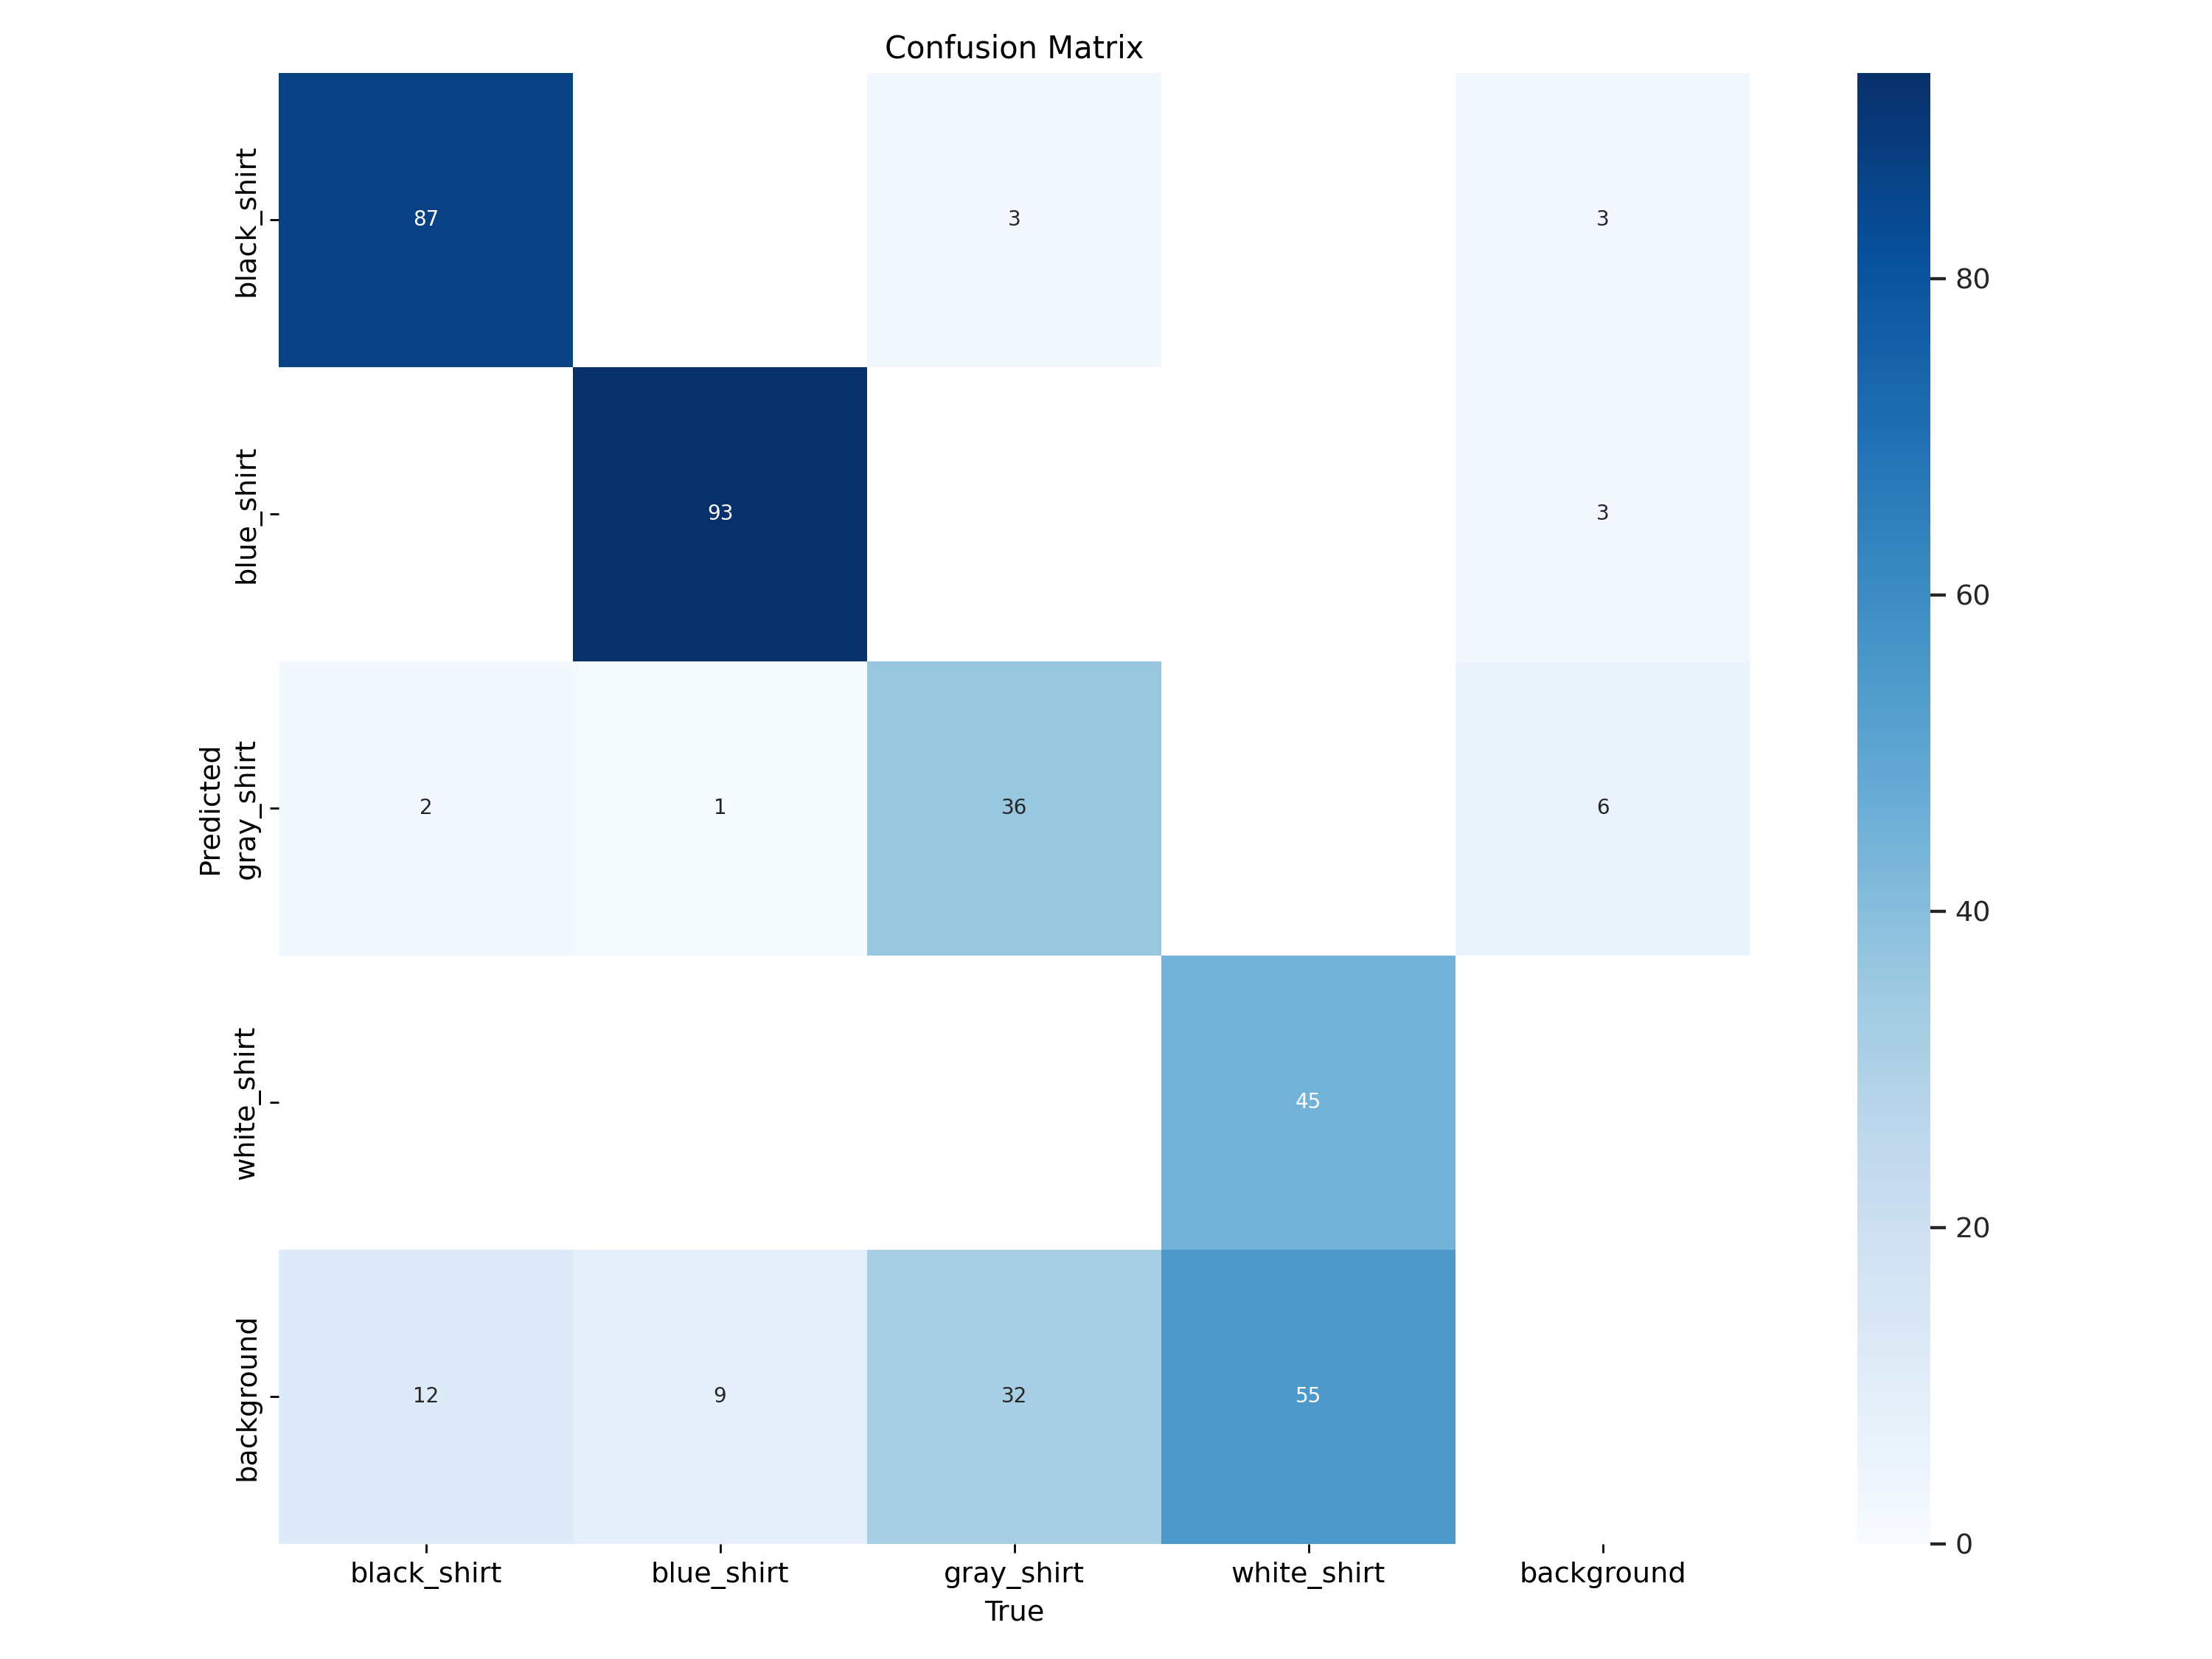 Confusion Matrix
black_shirt
87
3
3
80
blue_shirt
93
3
60
Predicted
gray_shirt
2
1
36
6
40
white_shirt
45
20
background
12
9
32
55
0
black_shirt
blue_shirt
gray_shirt
white_shirt
background
True